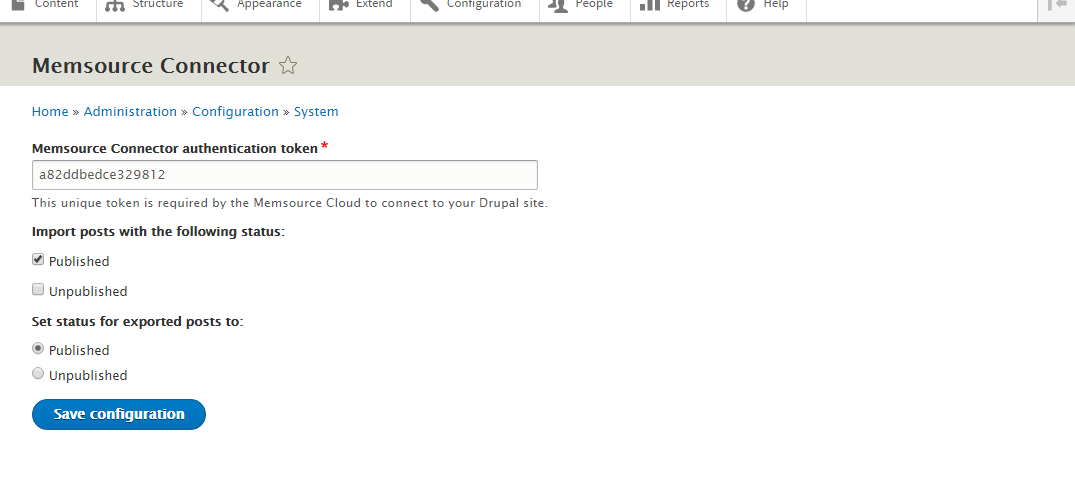 Content Structure Appearance Extend Configuration People Reports Help
Memsource Connector
Home » Administration » Configuration » System
Memsource Connector authentication token*
a82ddbedce329812
This unique token is required by the Memsource Cloud to connect to your Drupal site.
Import posts with the following status:
Published
Unpublished
Set status for exported posts to:
Published
Unpublished
Save configuration